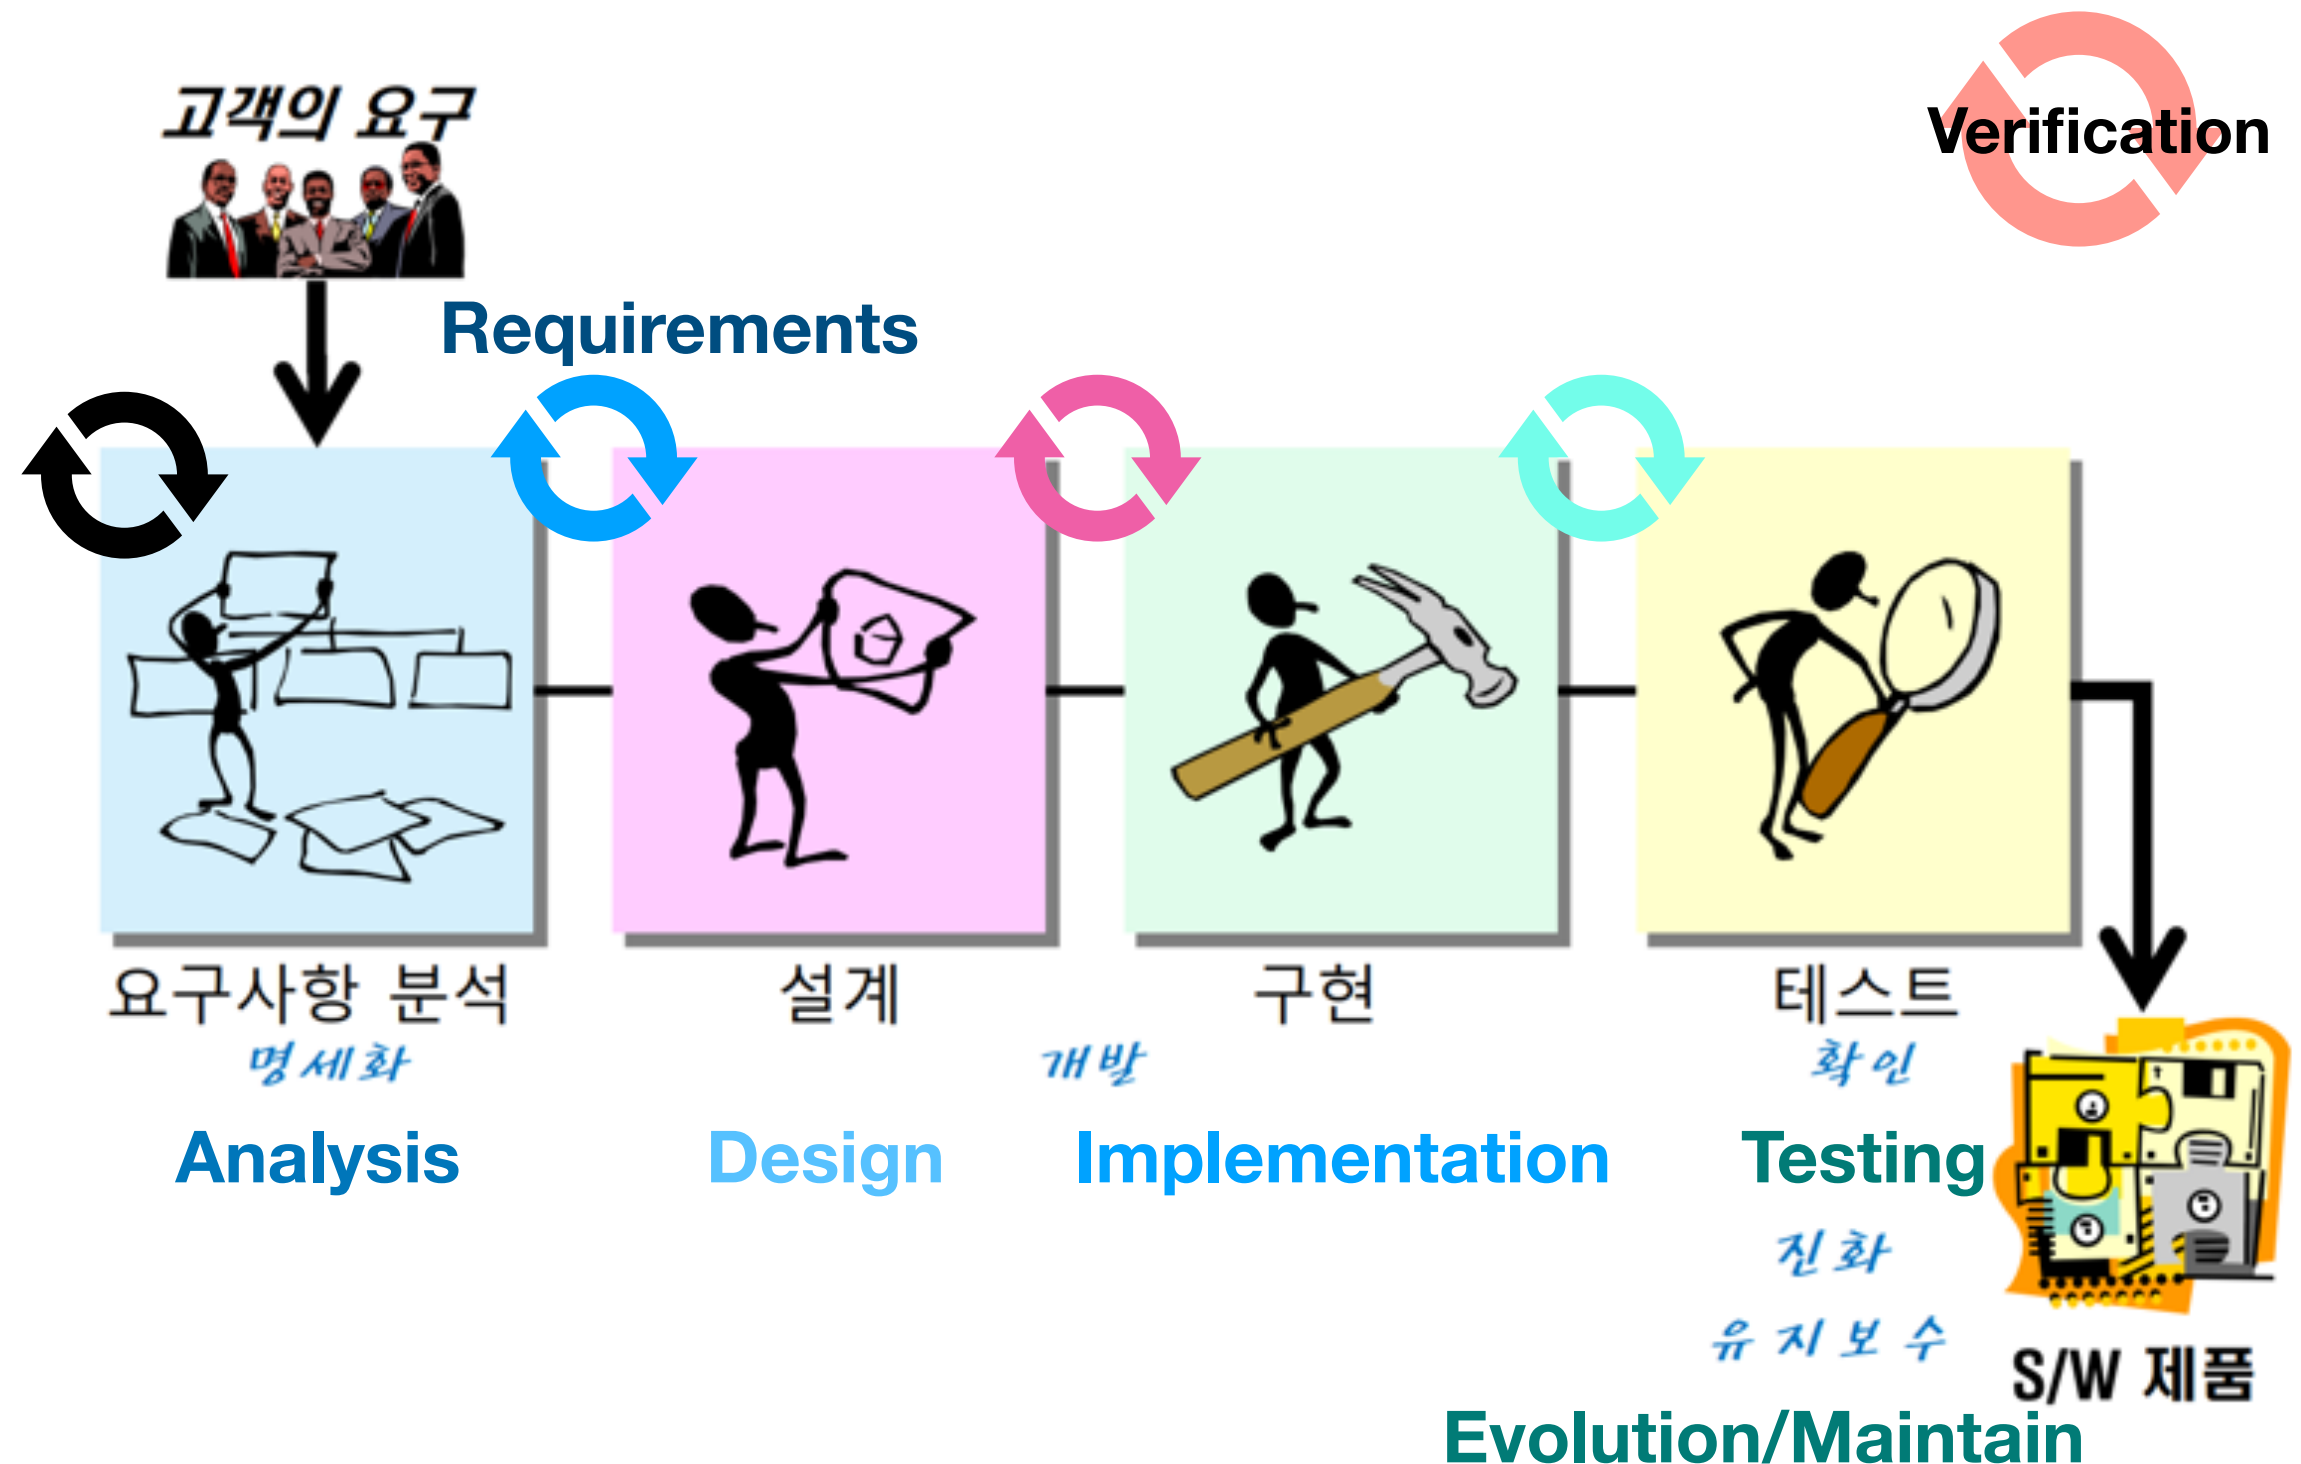 고객의 요구
Verification
Requirements
요구사항 분석
설계
구현
테스트
명세화
개발
확인
Analysis
Design
Implementation
Testing
진화
유지보수
S/W 제품
Evolution/Maintain